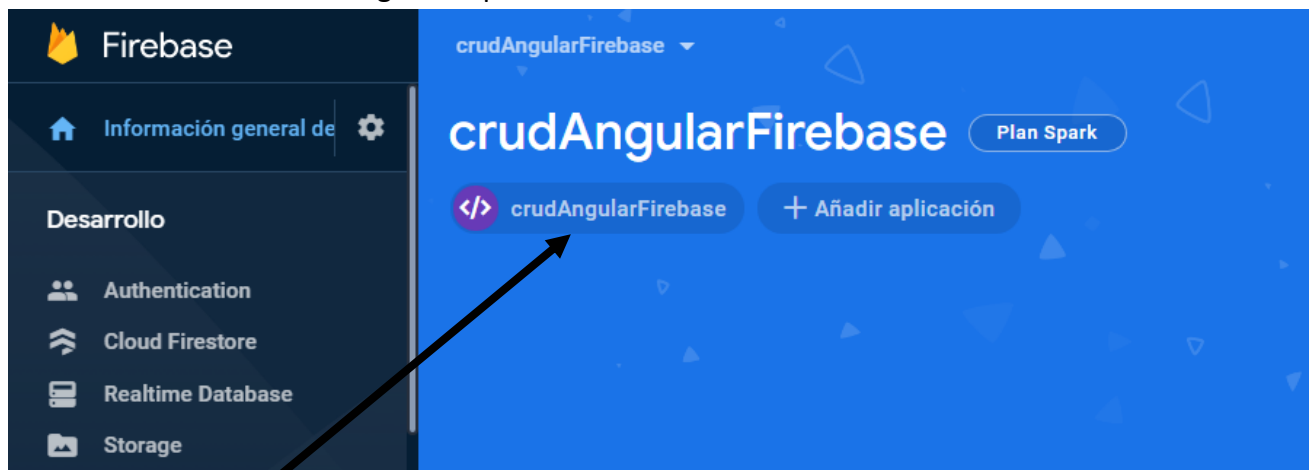 Firebase
Información general de
Desarrollo
Authentication
Cloud Firestore
Realtime Database
Storage
crudAngularFirebase
crudAngularFirebase Plan Spark
</> crudAngularFirebase + Añadir aplicación